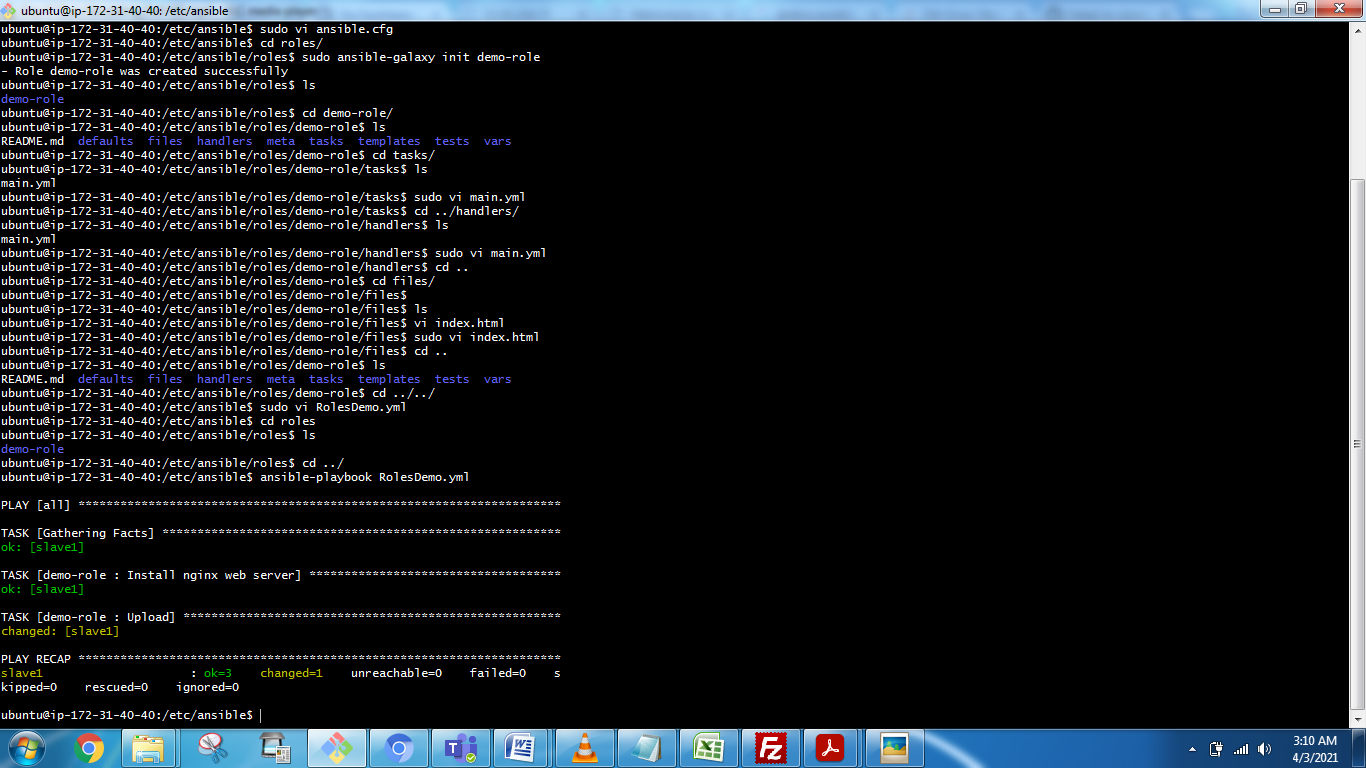 ubuntu@ip-172-31-40-40: /etc/ansible
ubuntu@ip-172-31-40-40:/etc/ansible$ sudo vi ansible.cfg
ubuntu@ip-172-31-40-40:/etc/ansible$ cd roles/
ubuntu@ip-172-31-40-40:/etc/ansible/roles$ sudo ansible-galaxy init demo-role
- Role demo-role was created successfully
ubuntu@ip-172-31-40-40:/etc/ansible/roles$ ls
demo-role
ubuntu@ip-172-31-40-40:/etc/ansible/roles$ cd demo-role/
ubuntu@ip-172-31-40-40:/etc/ansible/roles/demo-role$ ls
README.md  defaults  files  handlers  meta  tasks  templates  tests  vars
ubuntu@ip-172-31-40-40:/etc/ansible/roles/demo-role$ cd tasks/
ubuntu@ip-172-31-40-40:/etc/ansible/roles/demo-role/tasks$ ls
main.yml
ubuntu@ip-172-31-40-40:/etc/ansible/roles/demo-role/tasks$ sudo vi main.yml
ubuntu@ip-172-31-40-40:/etc/ansible/roles/demo-role/tasks$ cd ../handlers/
ubuntu@ip-172-31-40-40:/etc/ansible/roles/demo-role/handlers$ ls
main.yml
ubuntu@ip-172-31-40-40:/etc/ansible/roles/demo-role/handlers$ sudo vi main.yml
ubuntu@ip-172-31-40-40:/etc/ansible/roles/demo-role/handlers$ cd ..
ubuntu@ip-172-31-40-40:/etc/ansible/roles/demo-role$ cd files/
ubuntu@ip-172-31-40-40:/etc/ansible/roles/demo-role/files$
ubuntu@ip-172-31-40-40:/etc/ansible/roles/demo-role/files$ ls
ubuntu@ip-172-31-40-40:/etc/ansible/roles/demo-role/files$ vi index.html
ubuntu@ip-172-31-40-40:/etc/ansible/roles/demo-role/files$ sudo vi index.html
ubuntu@ip-172-31-40-40:/etc/ansible/roles/demo-role/files$ cd ..
ubuntu@ip-172-31-40-40:/etc/ansible/roles/demo-role$ ls
README.md  defaults  files  handlers  meta  tasks  templates  tests  vars
ubuntu@ip-172-31-40-40:/etc/ansible/roles/demo-role$ cd ../../
ubuntu@ip-172-31-40-40:/etc/ansible$ sudo vi RolesDemo.yml
ubuntu@ip-172-31-40-40:/etc/ansible$ cd roles
ubuntu@ip-172-31-40-40:/etc/ansible/roles$ ls
demo-role
ubuntu@ip-172-31-40-40:/etc/ansible/roles$ cd ../
ubuntu@ip-172-31-40-40:/etc/ansible$ ansible-playbook RolesDemo.yml
PLAY [all] *********************************************************************
TASK [Gathering Facts] *********************************************************
ok: [slave1]
TASK [demo-role : Install nginx web server] ************************************
ok: [slave1]
TASK [demo-role : Upload] ******************************************************
changed: [slave1]
PLAY RECAP *********************************************************************
slave1                     : ok=3    changed=1    unreachable=0    failed=0    s
kipped=0    rescued=0    ignored=0
ubuntu@ip-172-31-40-40:/etc/ansible$
3:10 AM
4/3/2021